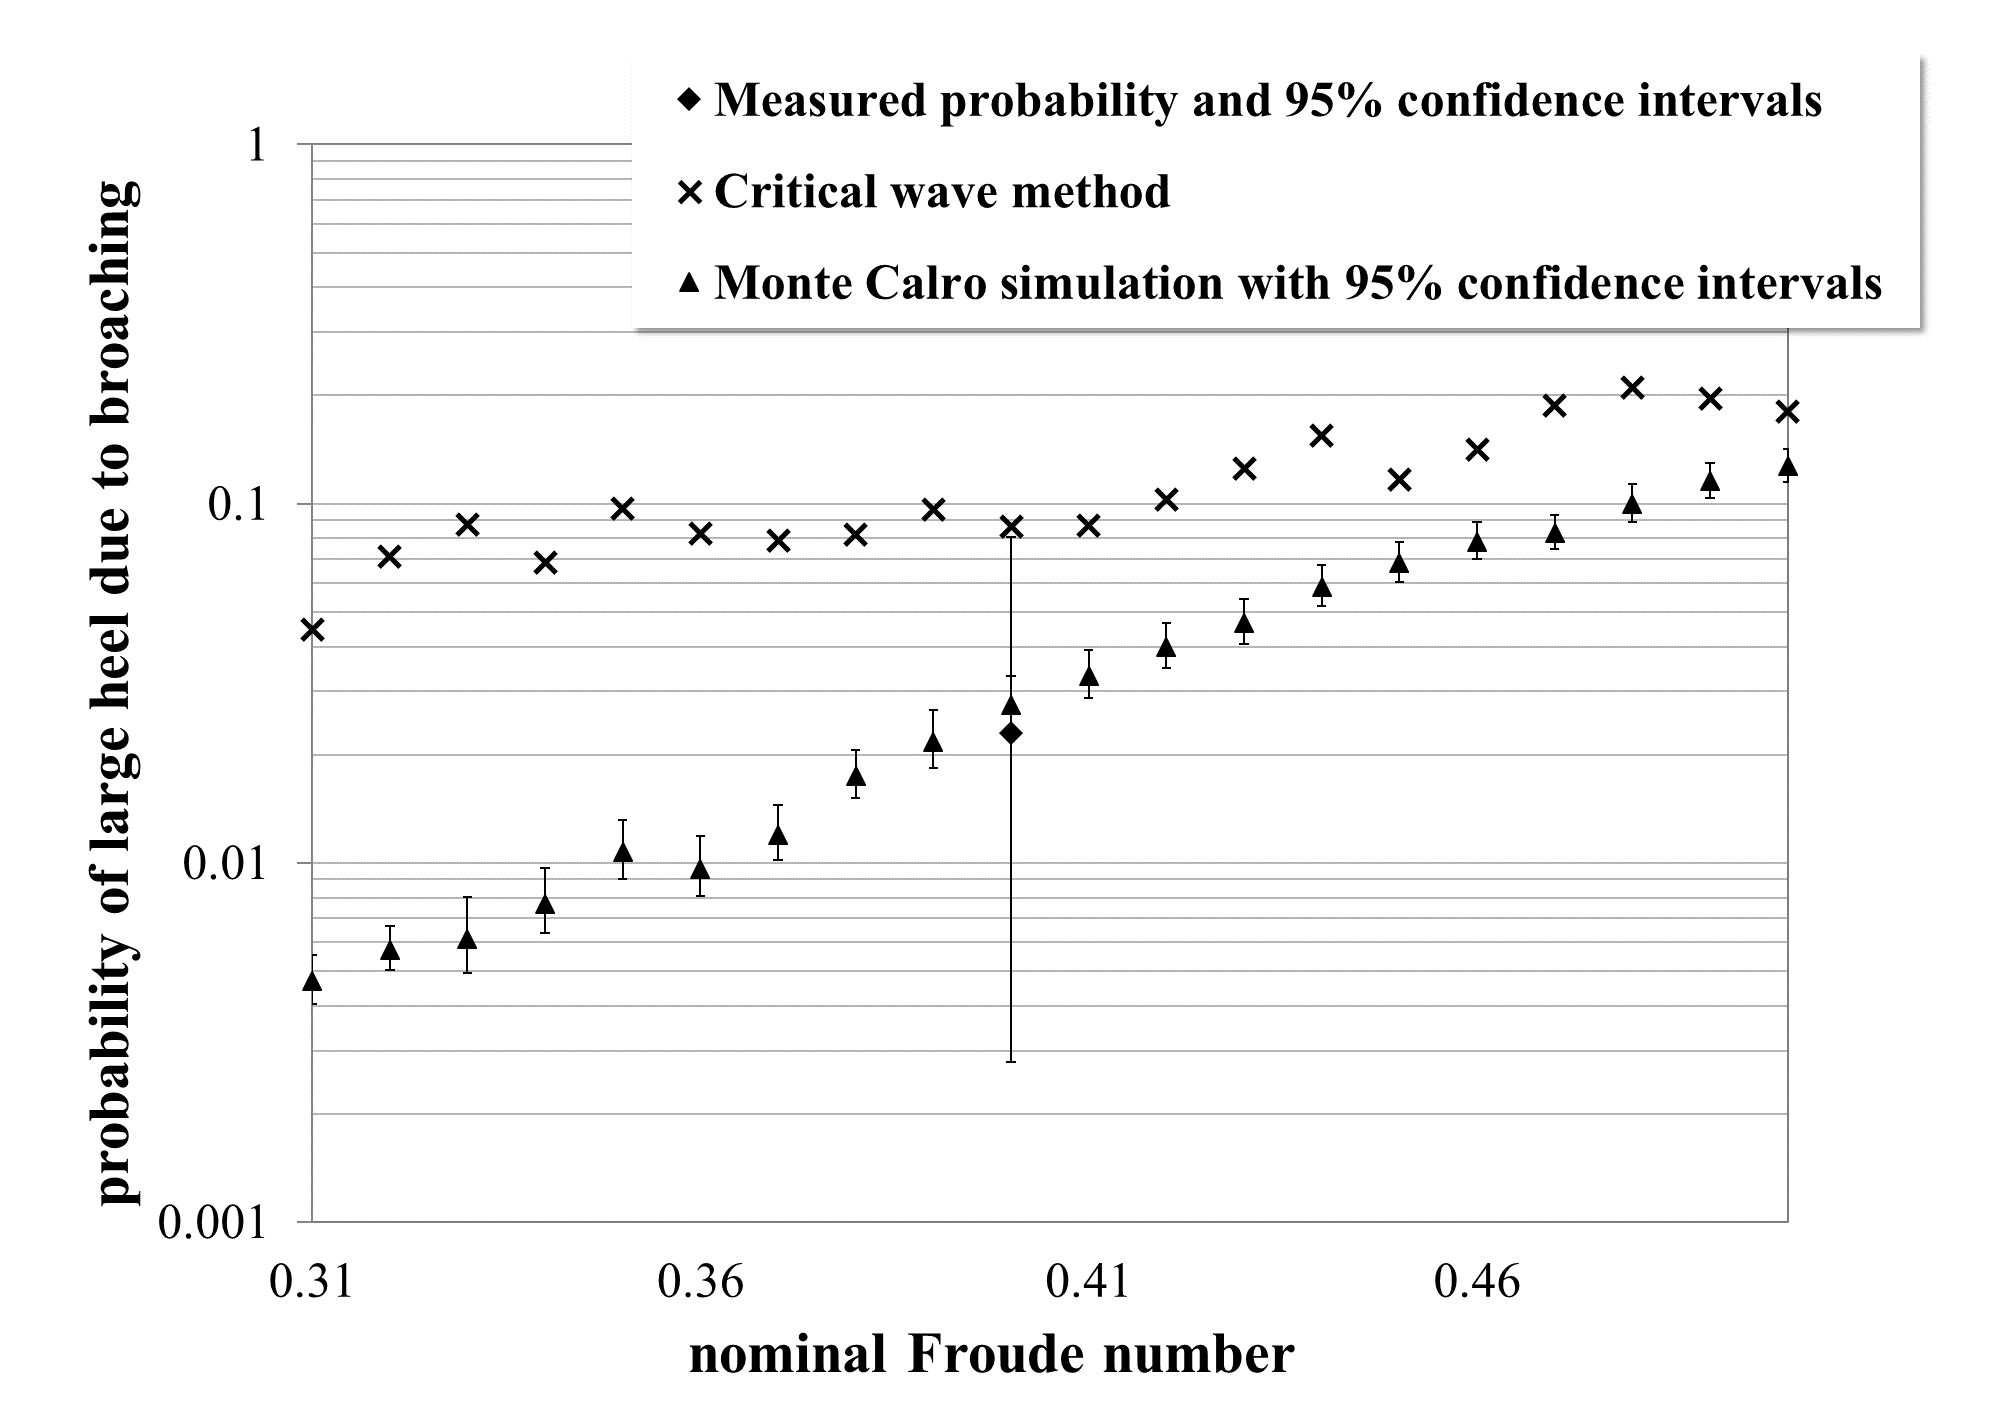 Measured probability and 95% confidence intervals
Critical wave method
Monte Calro simulation with 95% confidence intervals
probability of large heel due to broaching
1
0.1
0.01
0.001
0.31 0.36 0.41 0.46
nominal Froude number